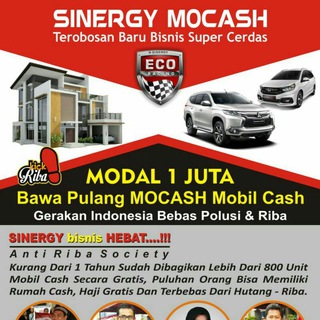 SINERGY MOCASH
Terobosan Baru Bisnis Super Cerdas
ECO
RACING
kick
Riba
MODAL 1 JUTA
Bawa Pulang MOCASH Mobil Cash
Gerakan Indonesia Bebas Polusi & Riba
SINERGY bisnis HEBAT....!!!
Anti Riba Society
Kurang Dari 1 Tahun Sudah Dibagikan Lebih Dari 800 Unit
Mobil Cash Secara Gratis, Puluhan Orang Bisa Memiliki
Rumah Cash, Haji Gratis Dan Terbebas Dari Hutang - Riba.